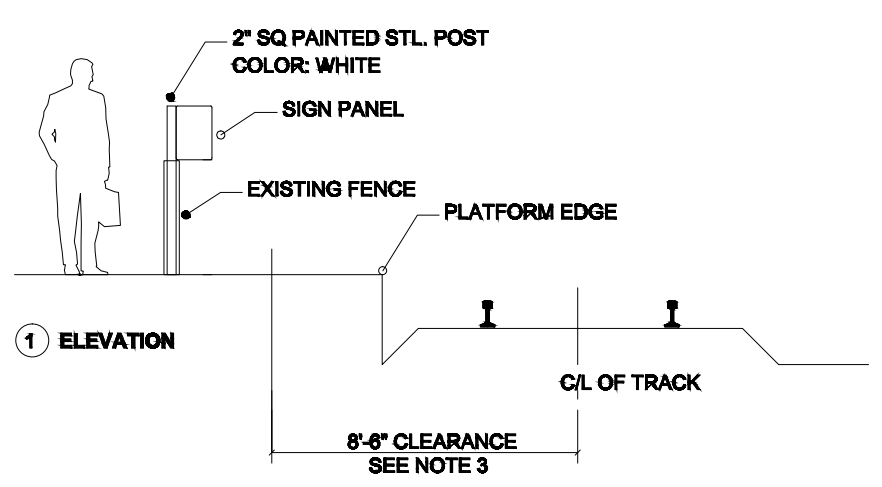 2" SQ PAINTED STL. POST
COLOR: WHITE
SIGN PANEL
EXISTING FENCE
PLATFORM EDGE
1 ELEVATION
C/L OF TRACK
8'-6" CLEARANCE
SEE NOTE 3